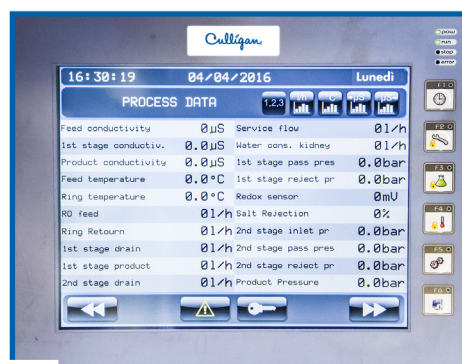 Culligan
pow
run
stop
error
16:30:19 04/04/2016 Lunedì
PROCESS DATA 1,2,3 l/h °C µS µS-
Feed conductivity 0µS Service flow 0l/h
1st stage conductiv. 0.0µS Water cons. kidney 0l/h
Product conductivity 0.0µS 1st stage pass pres 0.0bar
Feed temperature 0.0°C 1st stage reject pr 0.0bar
Ring temperature 0.0°C Redox sensor 0mV
RO feed 0l/h Salt Rejection 0%
Ring Retourn 0l/h 2nd stage inlet pr 0.0bar
1st stage drain 0l/h 2nd stage pass pres 0.0bar
1st stage product 0l/h 2nd stage reject pr 0.0bar
2nd stage drain 0l/h Product Pressure 0.0bar
F1
F2
F3
F4
F5
F6